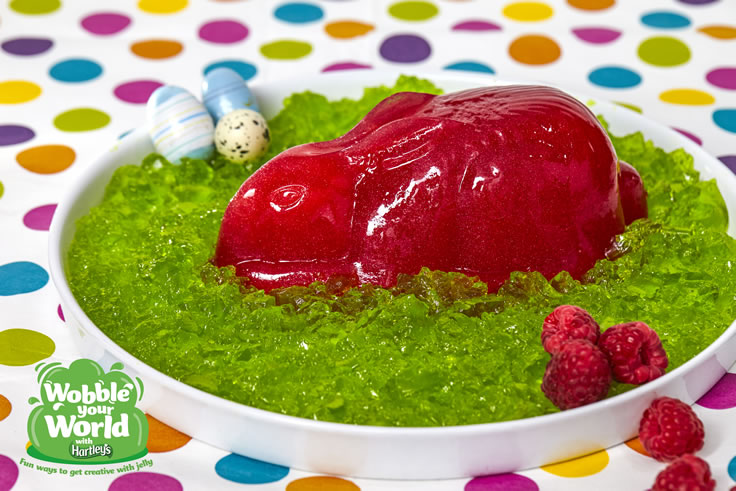 Wobble
your
World
with
Hartley's
Fun ways to get creative with jelly